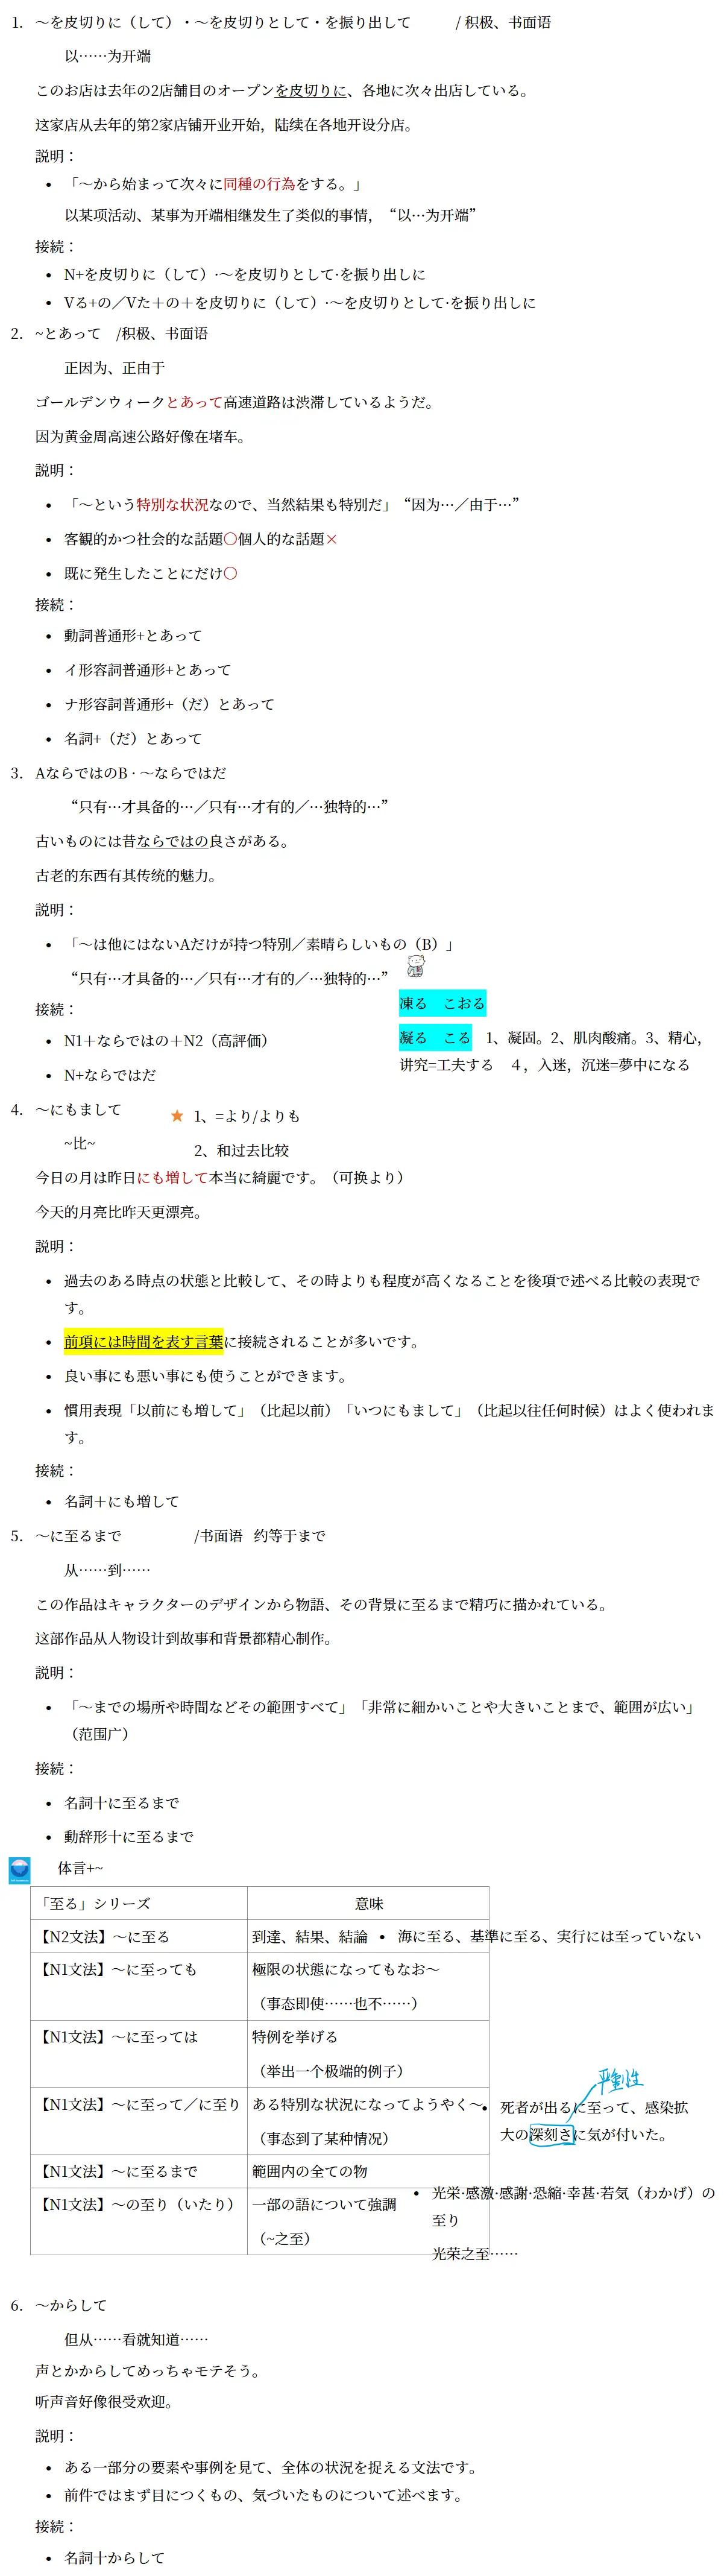 1. ～を皮切りに（して）・～を皮切りとして・を振り出して　　/ 积极、书面语
以……为开端
このお店は去年の2店舗目のオープンを皮切りに、各地に次々出店している。
这家店从去年的第2家店铺开业开始，陆续在各地开设分店。
説明：
• 「～から始まって次々に同種の行為をする。」
以某项活动、某事为开端相继发生了类似的事情，“以…为开端”
接続：
• N+を皮切りに（して）·～を皮切りとして·を振り出しに
• Vる+の／Vた＋の＋を皮切りに（して）·～を皮切りとして·を振り出しに
2. ~とあって　/积极、书面语
正因为、正由于
ゴールデンウィークとあって高速道路は渋滞しているようだ。
因为黄金周高速公路好像在堵车。
説明：
• 「～という特別な状況なので、当然結果も特別だ」“因为…／由于…”
• 客観的かつ社会的な話題〇個人的な話題×
• 既に発生したことにだけ〇
接続：
• 動詞普通形+とあって
• イ形容詞普通形+とあって
• ナ形容詞普通形+（だ）とあって
• 名詞+（だ）とあって
3. AならではのB · ～ならではだ
“只有…才具备的…／只有…才有的／…独特的…”
古いものには昔ならではの良さがある。
古老的东西有其传统的魅力。
説明：
• 「～は他にはないAだけが持つ特別／素晴らしいもの（B）」
“只有…才具备的…／只有…才有的／…独特的…”
凍る　こおる
接続：
凝る　こる　1、凝固。2、肌肉酸痛。3、精心，
• N1＋ならではの＋N2（高評価）
讲究=工夫する　４，入迷，沉迷=夢中になる
• N+ならではだ
4. ～にもまして
★ 1、=より/よりも
~比~
2、和过去比较
今日の月は昨日にも増して本当に綺麗です。（可换より）
今天的月亮比昨天更漂亮。
説明：
• 過去のある時点の状態と比較して、その時よりも程度が高くなることを後項で述べる比較の表現で
す。
• 前項には時間を表す言葉に接続されることが多いです。
• 良い事にも悪い事にも使うことができます。
• 慣用表現「以前にも増して」（比起以前）「いつにもまして」（比起以往任何时候）はよく使われま
す。
接続：
• 名詞＋にも増して
5. ～に至るまで　　/书面语　约等于まで
从……到……
この作品はキャラクターのデザインから物語、その背景に至るまで精巧に描かれている。
这部作品从人物设计到故事和背景都精心制作。
説明：
• 「～までの場所や時間などその範囲すべて」「非常に細かいことや大きいことまで、範囲が広い」
（范围广）
接続：
• 名詞十に至るまで
• 動辞形十に至るまで
体言+~
「至る」シリーズ　意味
【N2文法】～に至る　到達、結果、結論　• 海に至る、基準に至る、実行には至っていない
【N1文法】～に至っても　極限の状態になってもなお～
（事态即使……也不……）
【N1文法】～に至っては　特例を挙げる
（举出一个极端的例子）
严重性
【N1文法】～に至って／に至り　ある特別な状況になってようやく～　• 死者が出るに至って、感染拡
大の深刻さに気が付いた。
（事态到了某种情况）
【N1文法】～に至るまで　範囲内の全ての物
【N1文法】～の至り（いたり）　一部の語について強調
（~之至）
• 光栄·感激·感謝·恐縮·幸甚·若気（わかげ）の
至り
光荣之至……
6. ～からして
但从……看就知道……
声とかからしてめっちゃモテそう。
听声音好像很受欢迎。
説明：
• ある一部分の要素や事例を見て、全体の状況を捉える文法です。
• 前件ではまず目につくもの、気づいたものについて述べます。
接続：
• 名詞十からして